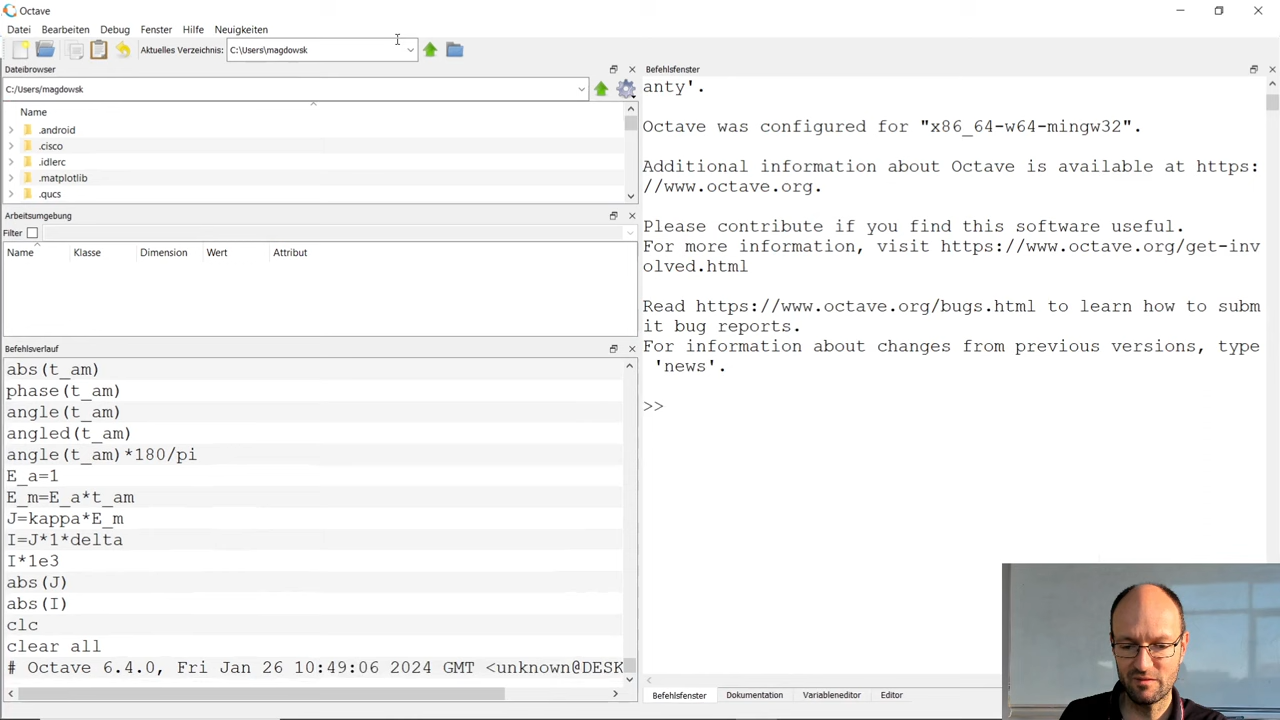 Octave
Datei Bearbeiten Debug Fenster Hilfe Neuigkeiten
Aktuelles Verzeichnis: C:\Users\magdowsk
Dateibrowser
C:/Users/magdowsk
Name
.android
.cisco
.idlerc
.matplotlib
.qucs
Arbeitsumgebung
Filter
Name Klasse Dimension Wert Attribut
Befehlsverlauf
abs(t_am)
phase(t_am)
angle(t_am)
angled(t_am)
angle(t_am)*180/pi
E_a=1
E_m=E_a*t_am
J=kappa*E_m
I=J*1*delta
I*1e3
abs(J)
abs(I)
clc
clear all
# Octave 6.4.0, Fri Jan 26 10:49:06 2024 GMT <unknown@DESK
Befehlsfenster
anty'.
Octave was configured for "x86_64-w64-mingw32".
Additional information about Octave is available at https:
//www.octave.org.
Please contribute if you find this software useful.
For more information, visit https://www.octave.org/get-inv
olved.html
Read https://www.octave.org/bugs.html to learn how to subm
it bug reports.
For information about changes from previous versions, type
'news'.
>>
Befehlsfenster Dokumentation Variableneditor Editor